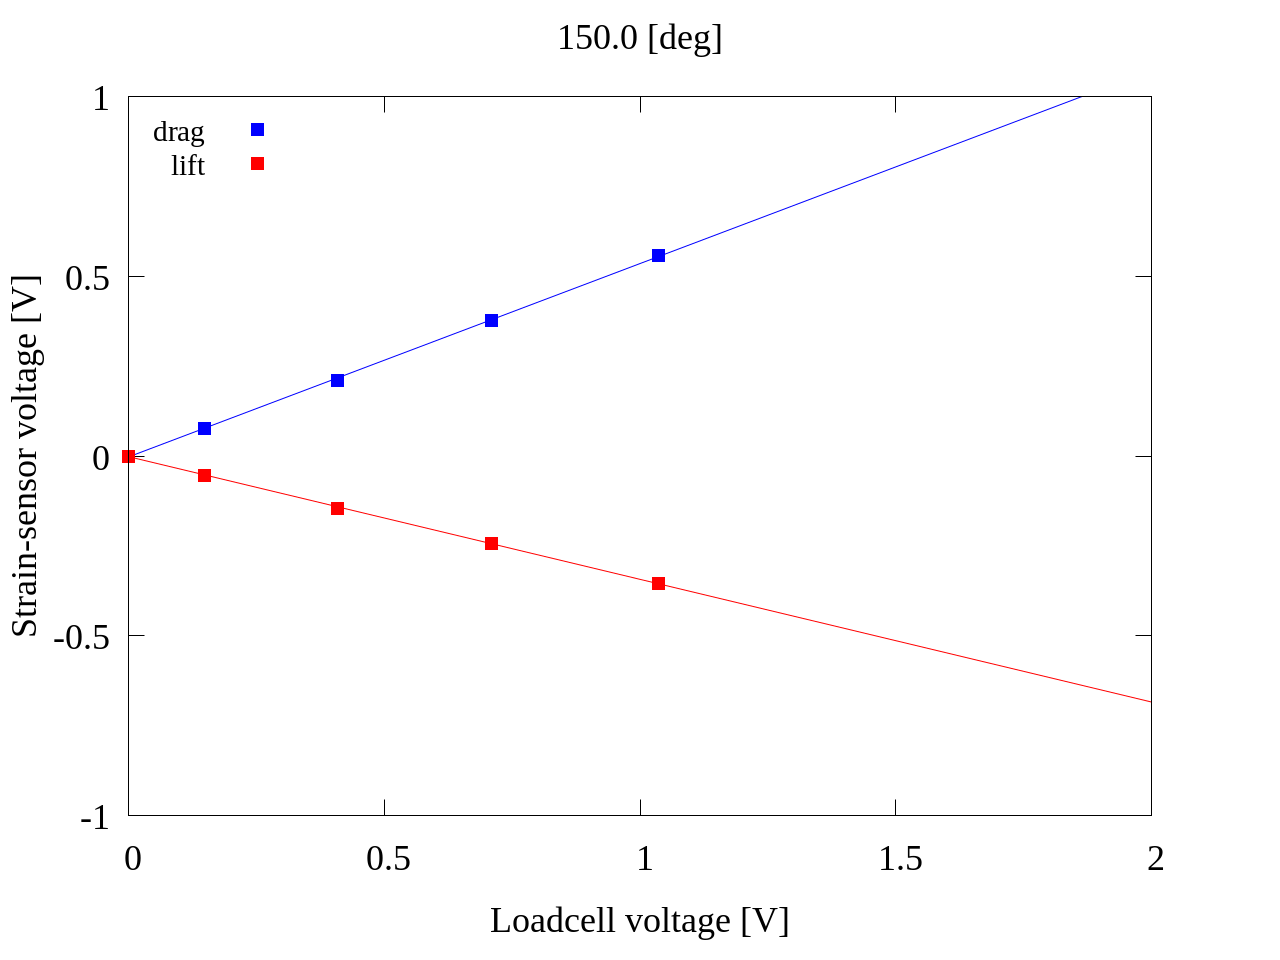 150.0 [deg]
drag
lift
1
0.5
0
-0.5
-1
Strain-sensor voltage [V]
0 0.5 1 1.5 2
Loadcell voltage [V]